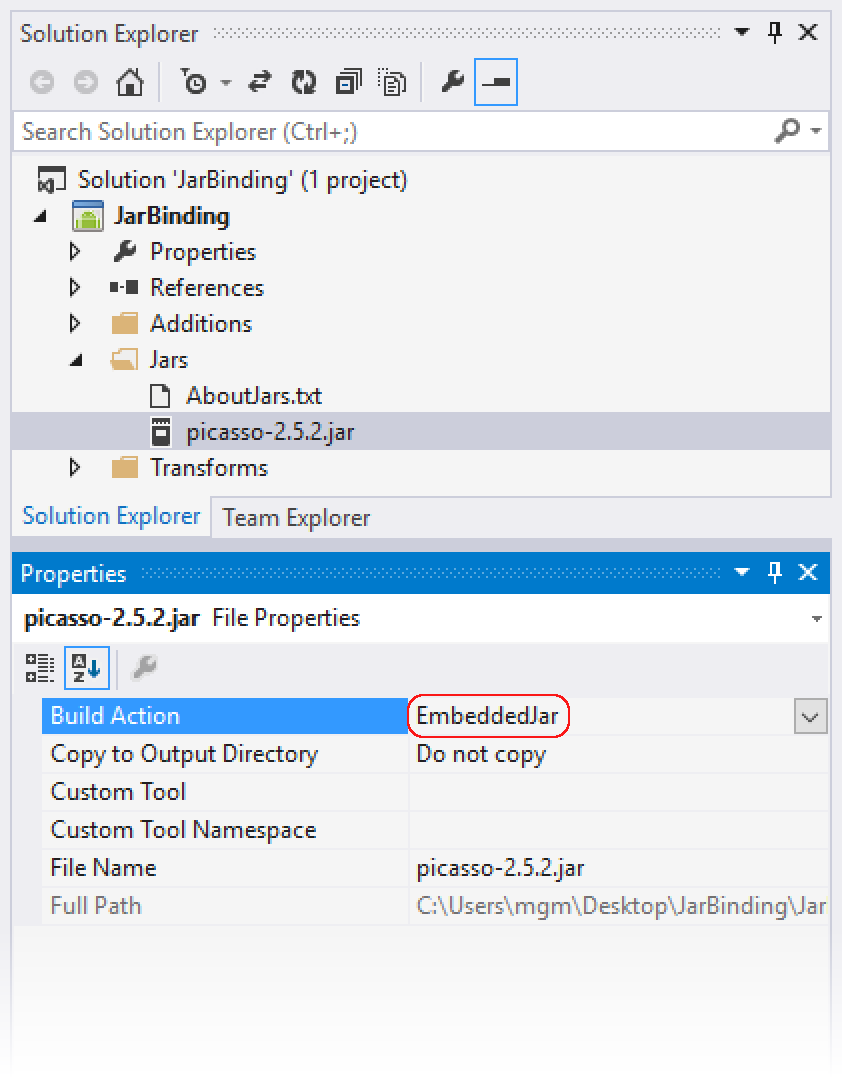 Solution Explorer
Search Solution Explorer (Ctrl+;)
Solution 'JarBinding' (1 project)
JarBinding
Properties
References
Additions
Jars
AboutJars.txt
picasso-2.5.2.jar
Transforms
Solution Explorer Team Explorer
Properties
picasso-2.5.2.jar File Properties
Build Action EmbeddedJar
Copy to Output Directory Do not copy
Custom Tool
Custom Tool Namespace
File Name picasso-2.5.2.jar
Full Path C:\Users\mgm\Desktop\JarBinding\Jar